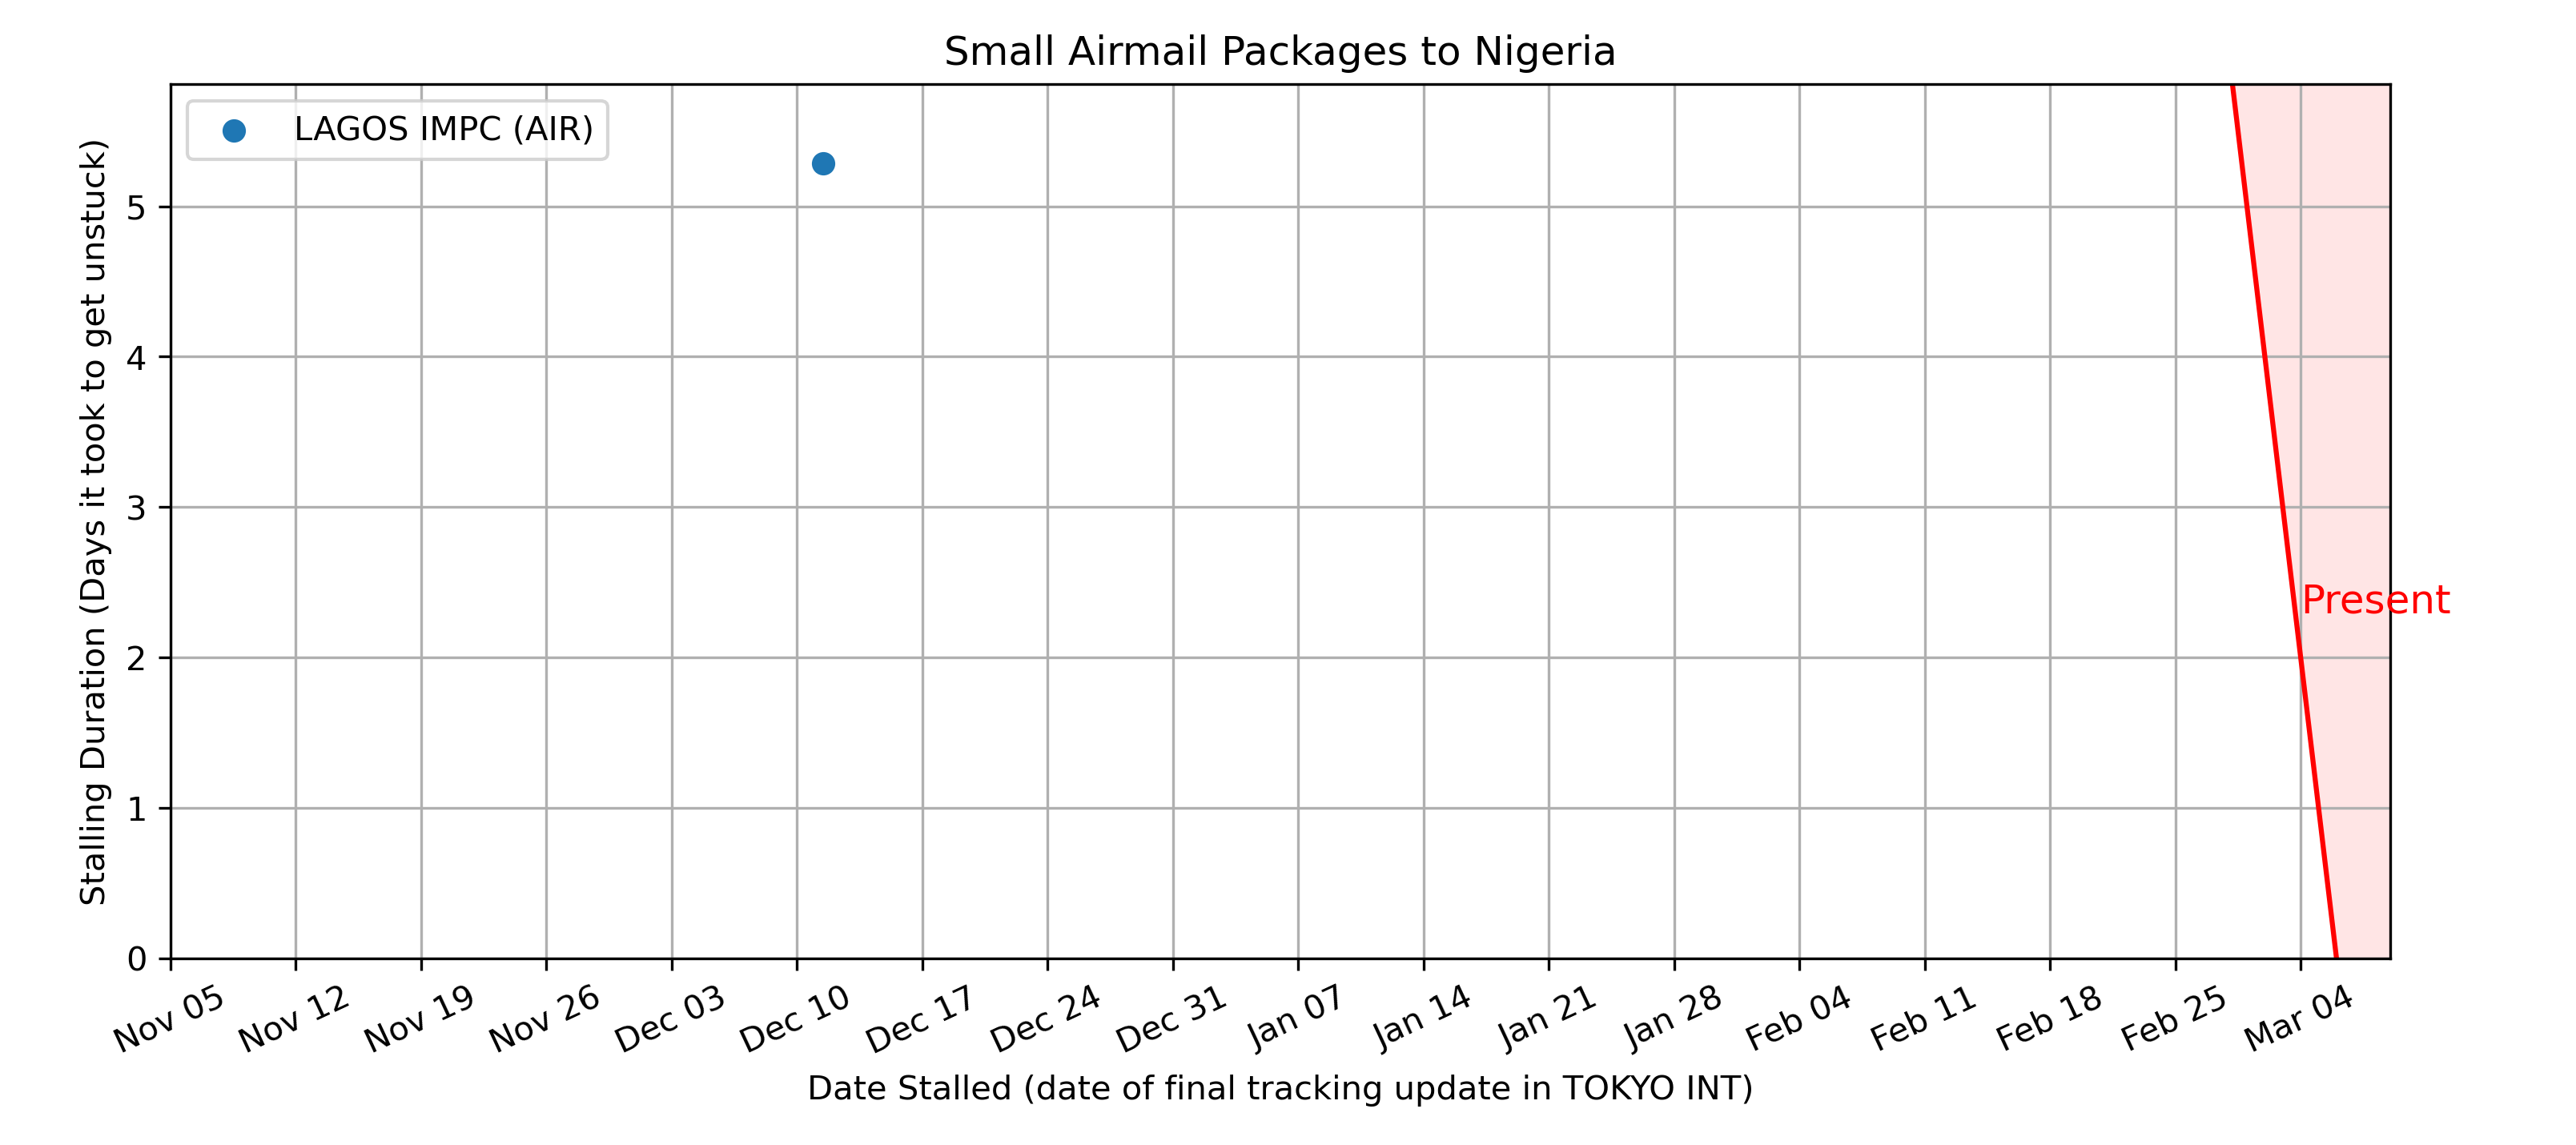 Small Airmail Packages to Nigeria
LAGOS IMPC (AIR)
Stalling Duration (Days it took to get unstuck)
5
4
3
2
1
0
Present
Nov 05
Nov 12
Nov 19
Nov 26
Dec 03
Dec 10
Dec 17
Dec 24
Dec 31
Jan 07
Jan 14
Jan 21
Jan 28
Feb 04
Feb 11
Feb 18
Feb 25
Mar 04
Date Stalled (date of final tracking update in TOKYO INT)